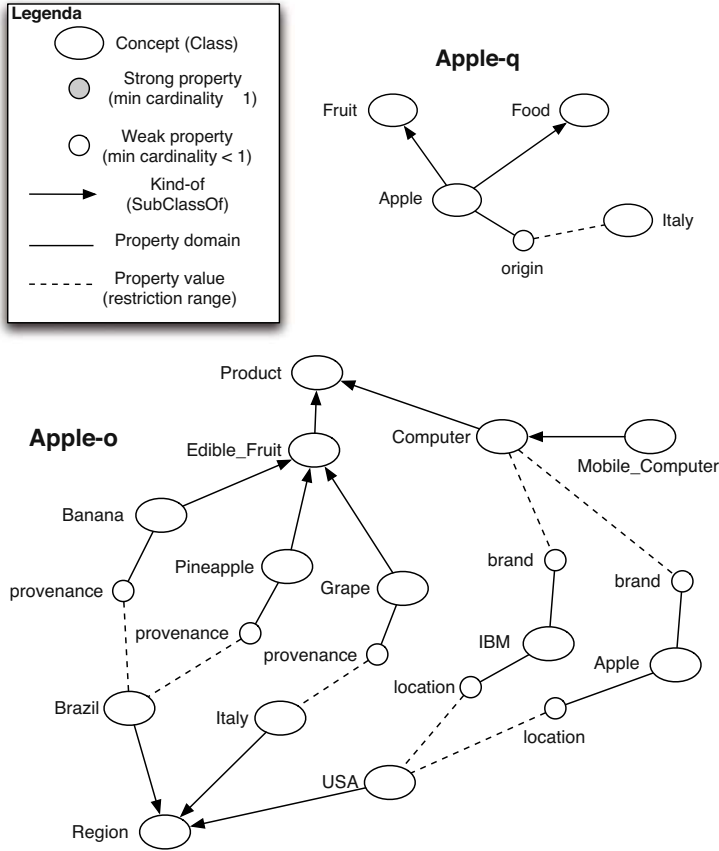 Legenda
Concept (Class)
Strong property
(min cardinality 1)
Weak property
(min cardinality < 1)
Kind-of
(SubClassOf)
Property domain
Property value
(restriction range)
Apple-q
Fruit
Food
Apple
Italy
origin
Apple-o
Product
Edible_Fruit
Computer
Mobile_Computer
Banana
Pineapple
Grape
brand
brand
provenance
provenance
provenance
IBM
Apple
location
location
Brazil
Italy
USA
Region